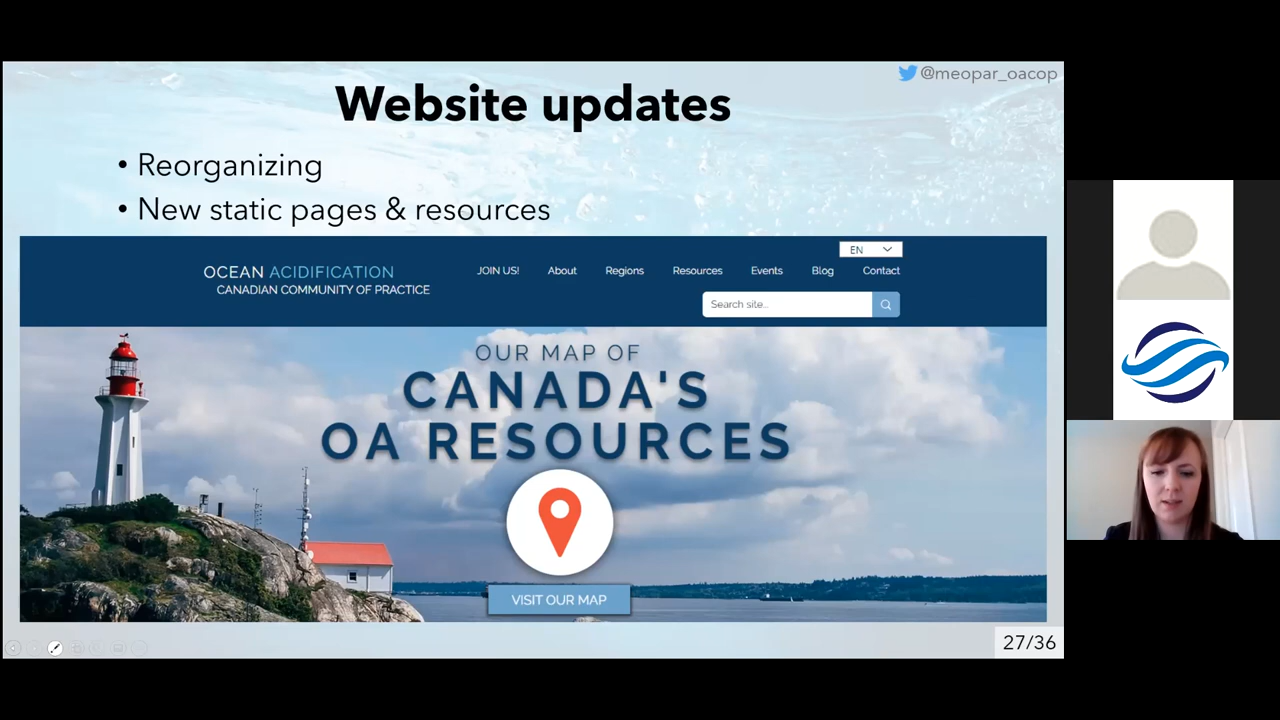 @meopar_oacop
Website updates
• Reorganizing
• New static pages & resources
EN
OCEAN ACIDIFICATION
CANADIAN COMMUNITY OF PRACTICE
JOIN US! About Regions Resources Events Blog Contact
Search site...
OUR MAP OF
CANADA'S
OA RESOURCES
VISIT OUR MAP
27/36